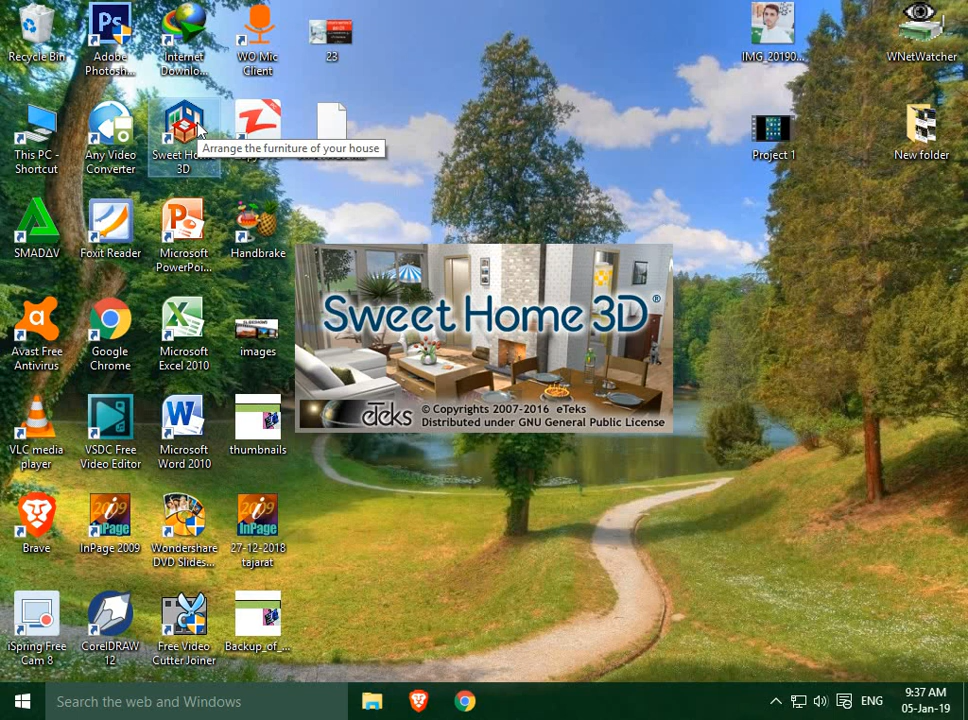 Recycle Bin
Adobe
Photosh...
Internet
Downlo...
WO Mic
Client
23
IMG_20190...
WNetWatcher
This PC -
Shortcut
Any Video
Converter
Sweet Home
3D
Arrange the furniture of your house
Project 1
New folder
SMADΔV
Foxit Reader
Microsoft
PowerPoi...
Handbrake
Sweet Home 3D®
eTeks
© Copyrights 2007-2016 eTeks
Distributed under GNU General Public License
Avast Free
Antivirus
Google
Chrome
Microsoft
Excel 2010
images
VLC media
player
VSDC Free
Video Editor
Microsoft
Word 2010
thumbnails
Brave
2009
InPage
InPage 2009
Wondershare
DVD Slides...
2009
InPage
27-12-2018
tajarat
iSpring Free
Cam 8
CorelDRAW
12
Free Video
Cutter Joiner
Backup_of_...
Search the web and Windows
ENG
9:37 AM
05-Jan-19